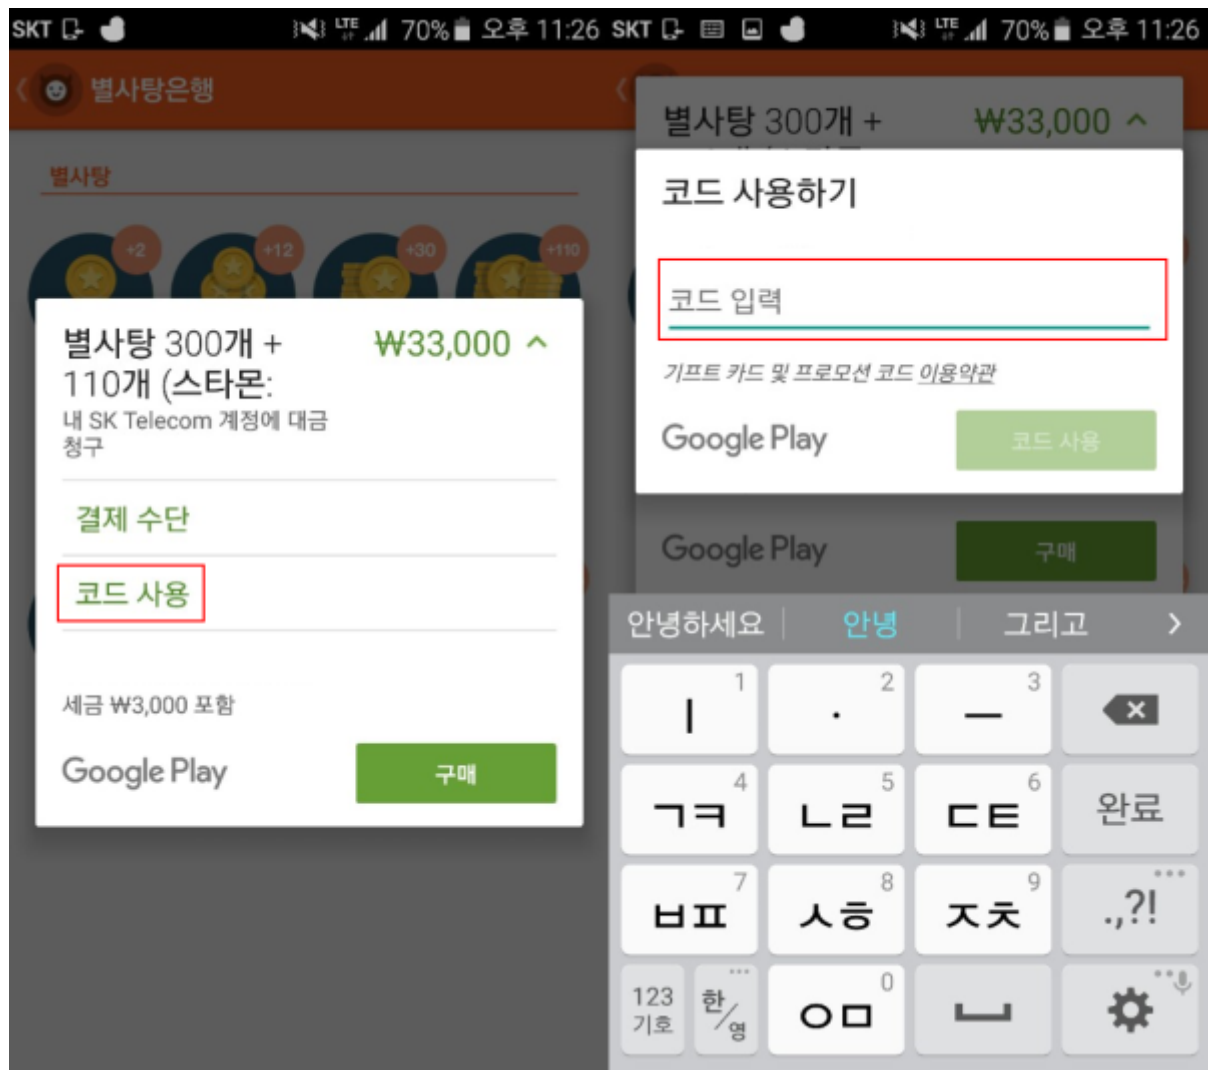 SKT LTE 70% 오후 11:26
별사탕은행
별사탕
+2 +12 +30 +110
별사탕 300개 + ₩33,000
110개 (스타몬:
내 SK Telecom 계정에 대금
청구
결제 수단
코드 사용
세금 ₩3,000 포함
Google Play 구매
SKT LTE 70% 오후 11:26
별사탕 300개 + ₩33,000
코드 사용하기
코드 입력
기프트 카드 및 프로모션 코드 이용약관
Google Play 코드 사용
Google Play 구매
안녕하세요 안녕 그리고 >
ㅣ 1 · 2 ㅡ 3
ㄱㅋ 4 ㄴㄹ 5 ㄷㅌ 6 완료
ㅂㅍ 7 ㅅㅎ 8 ㅈㅊ 9 .,?!
123 기호 한/영 ㅇㅁ 0